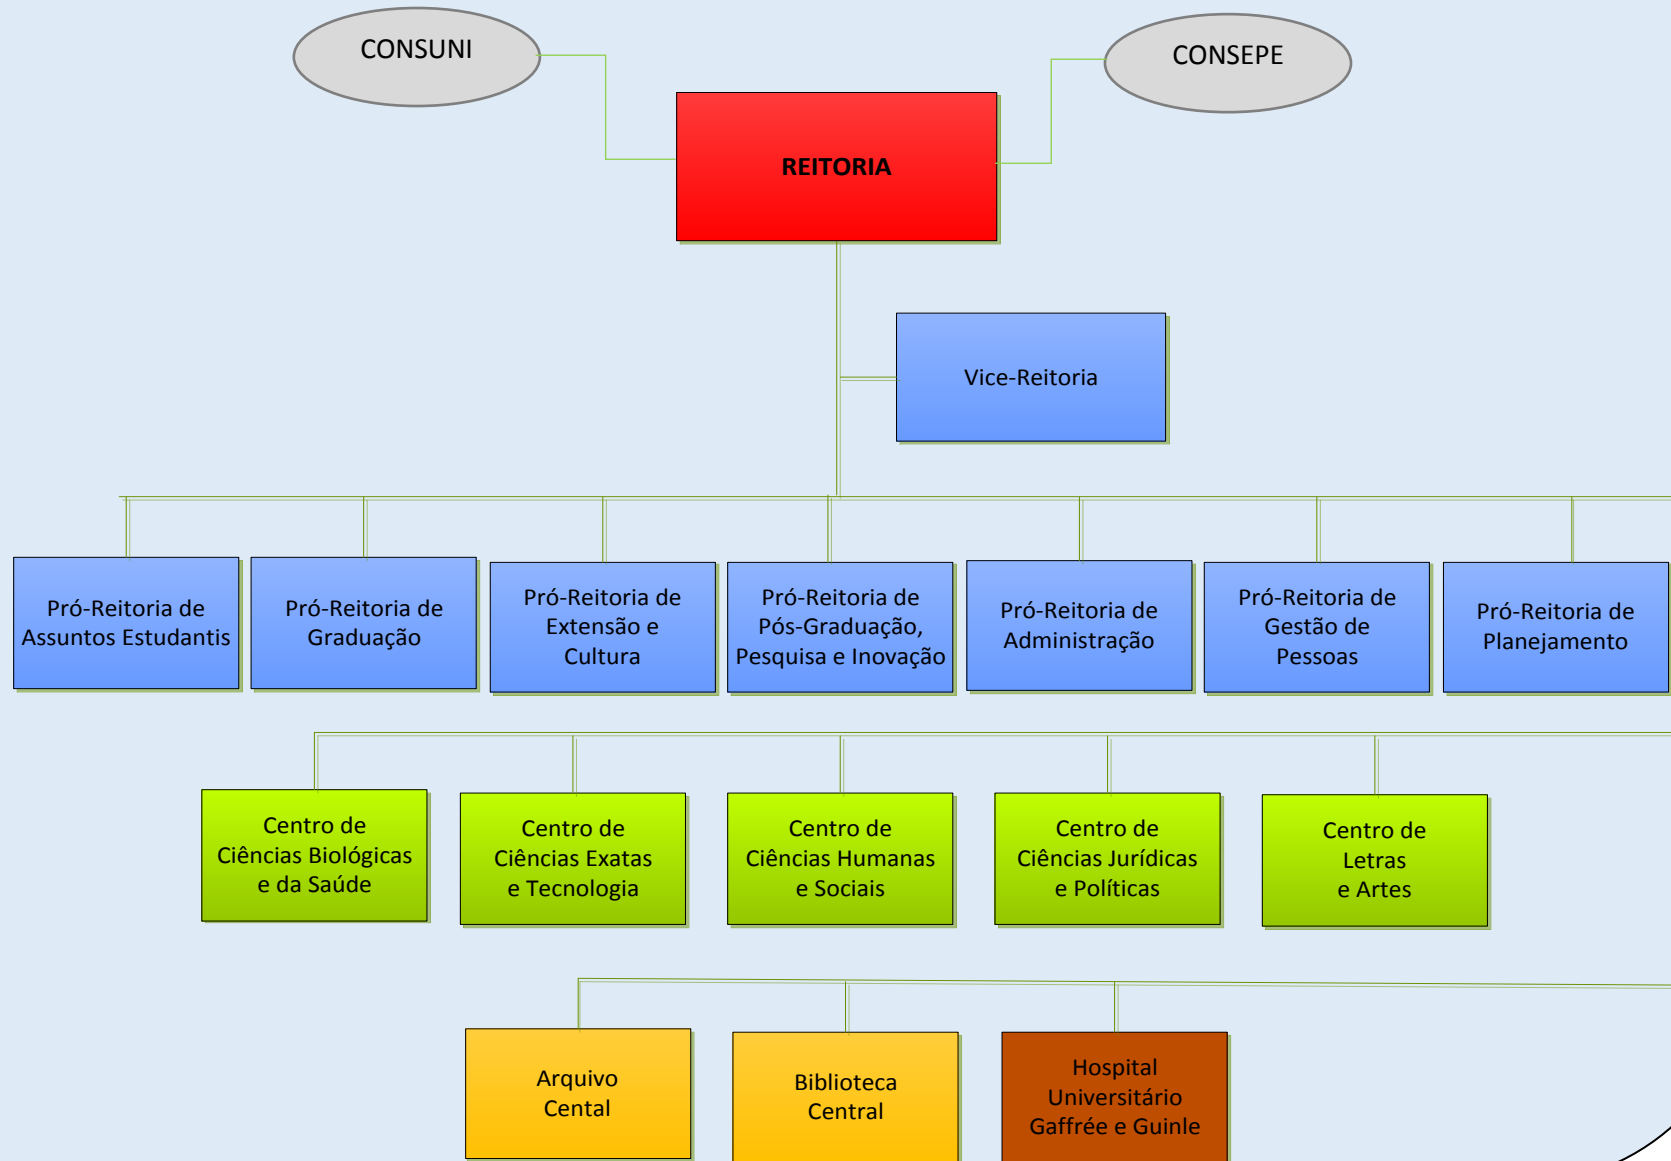 CONSUNI
CONSEPE
REITORIA
Vice-Reitoria
Pró-Reitoria de
Assuntos Estudantis
Pró-Reitoria de
Graduação
Pró-Reitoria de
Extensão e
Cultura
Pró-Reitoria de
Pós-Graduação,
Pesquisa e Inovação
Pró-Reitoria de
Administração
Pró-Reitoria de
Gestão de
Pessoas
Pró-Reitoria de
Planejamento
Centro de
Ciências Biológicas
e da Saúde
Centro de
Ciências Exatas
e Tecnologia
Centro de
Ciências Humanas
e Sociais
Centro de
Ciências Jurídicas
e Políticas
Centro de
Letras
e Artes
Arquivo
Cental
Biblioteca
Central
Hospital
Universitário
Gaffrée e Guinle